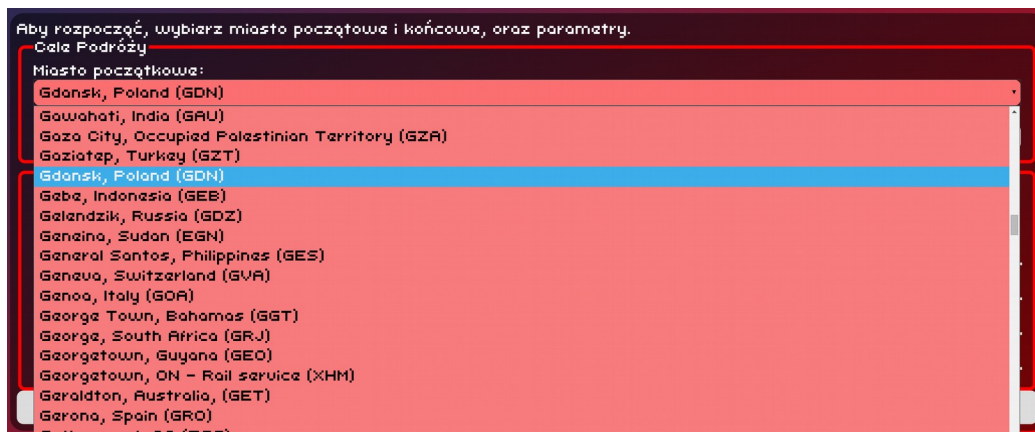 Aby rozpocząć, wybierz miasto początowe i końcowe, oraz parametry.
Cele Podróży
Miasto początkowe:
Gdansk, Poland (GDN)
Gawahati, India (GAU)
Gaza City, Occupied Palestinian Territory (GZA)
Gaziatep, Turkey (GZT)
Gdansk, Poland (GDN)
Gebe, Indonesia (GEB)
Gelendzik, Russia (GDZ)
Geneina, Sudan (EGN)
General Santos, Philippines (GES)
Geneva, Switzerland (GVA)
Genoa, Italy (GOA)
George Town, Bahamas (GGT)
George, South Africa (GRJ)
Georgetown, Guyana (GEO)
Georgetown, ON - Rail service (XHM)
Geraldton, Australia, (GET)
Gerona, Spain (GRO)